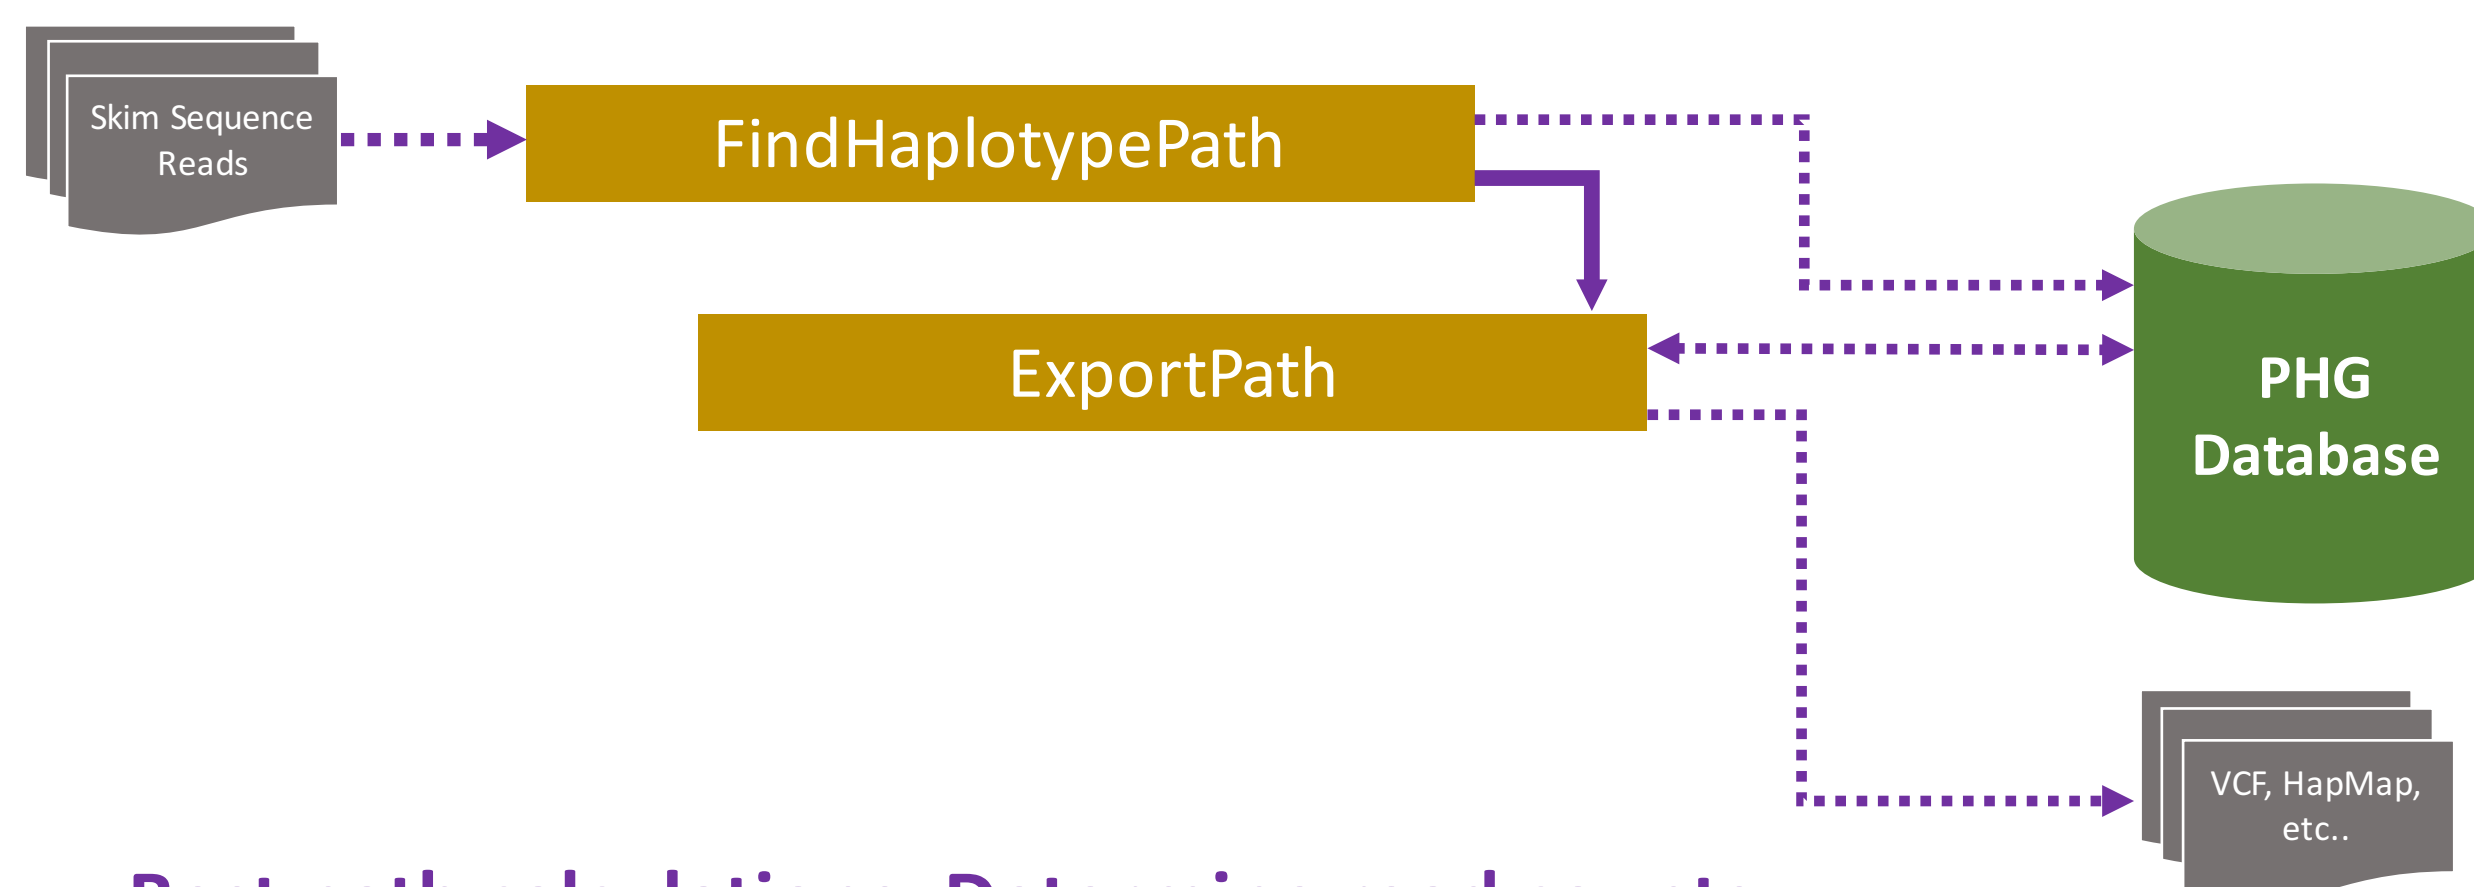 Skim Sequence
Reads
FindHaplotypePath
ExportPath
PHG
Database
VCF, HapMap,
etc..